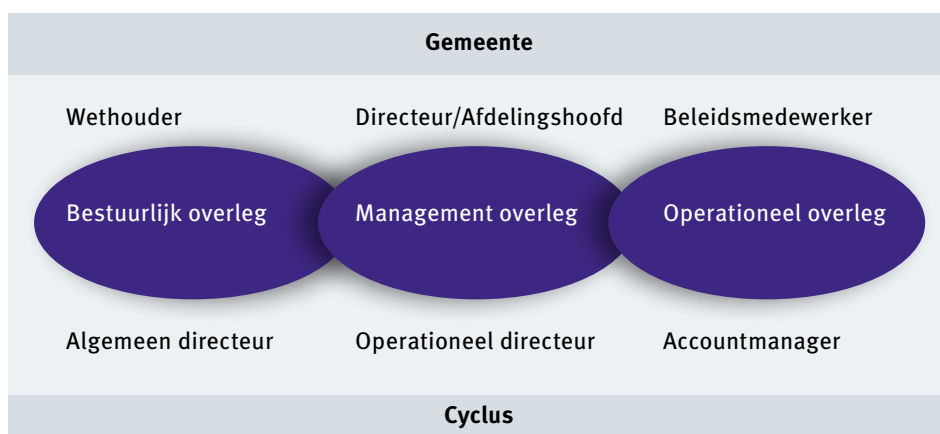 Gemeente
Wethouder
Directeur/Afdelingshoofd
Beleidsmedewerker
Bestuurlijk overleg
Management overleg
Operationeel overleg
Algemeen directeur
Operationeel directeur
Accountmanager
Cyclus